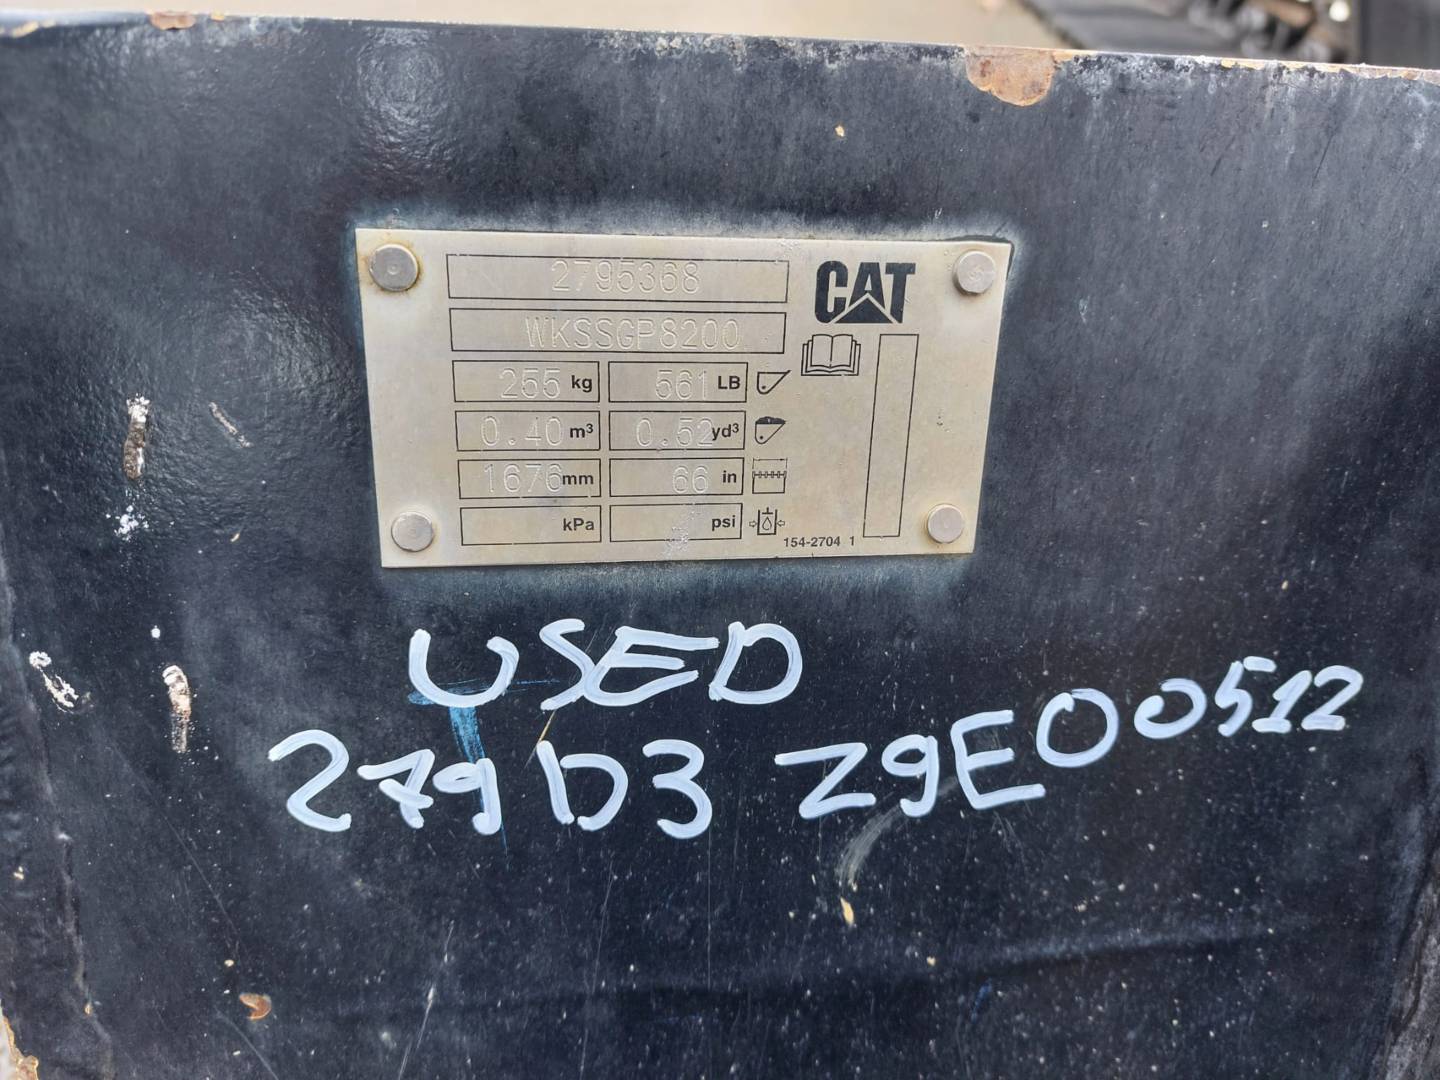 2795368
CAT
WKSSGP8200
255 kg 561 LB
0.40 m³ 0.52 yd³
1676 mm 66 in
kPa psi
154-2704 1
USED
279D3 Z9E00512